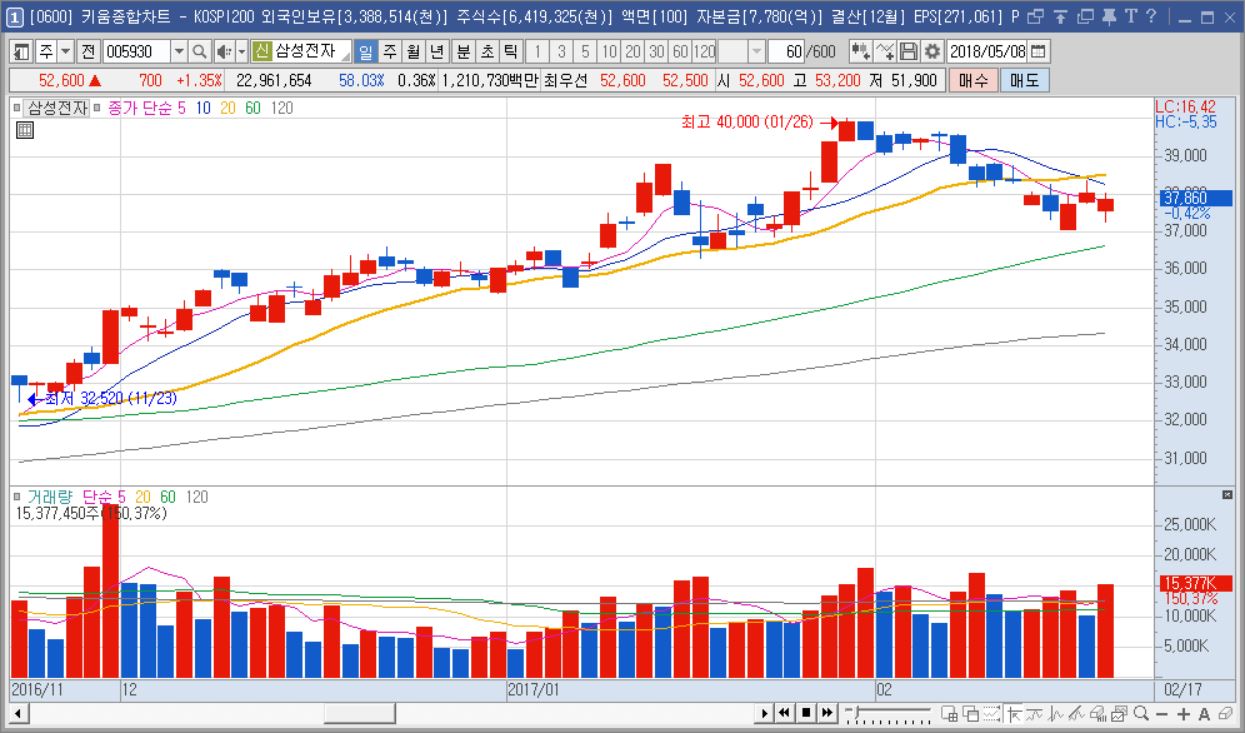 1 [0600] 키움종합차트 - KOSPI200 외국인보유[3,388,514(천)] 주식수[6,419,325(천)] 액면[100] 자본금[7,780(억)] 결산[12월] EPS[271,061] P T ?
주 전 005930 신 삼성전자 일 주 월 년 분 초 틱 1 3 5 10 20 30 60 120 60 /600 2018/05/08
52,600 ▲ 700 +1.35% 22,961,654 58.03% 0.36% 1,210,730백만 최우선 52,600 52,500 시 52,600 고 53,200 저 51,900 매수 매도
삼성전자 종가 단순 5 10 20 60 120
LC:16,42
HC:-5,35
최고 40,000 (01/26)
39,000
37,860
-0,42%
37,000
36,000
35,000
34,000
33,000
최저 32,520 (11/23)
32,000
31,000
거래량 단순 5 20 60 120
15,377,450주(150,37%)
25,000K
20,000K
15,377K
150,37%
10,000K
5,000K
2016/11 12 2017/01 02 02/17
A